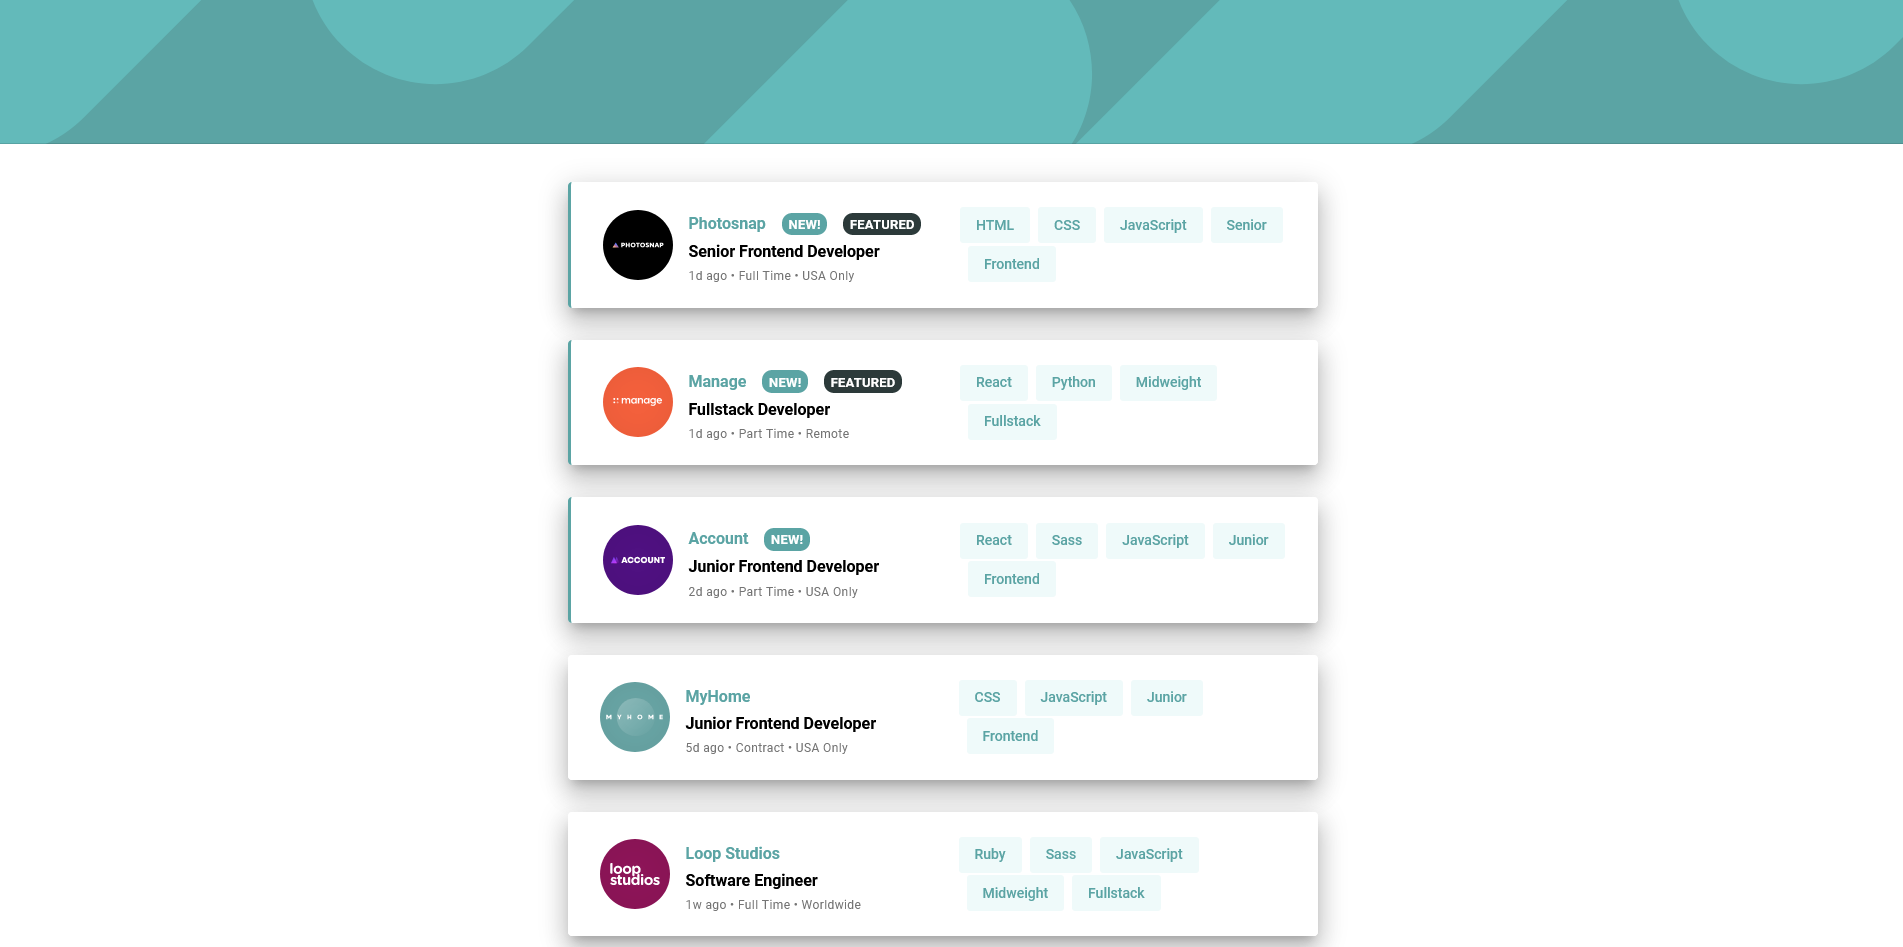 PHOTOSNAP
Photosnap NEW! FEATURED
Senior Frontend Developer
1d ago • Full Time • USA Only
HTML CSS JavaScript Senior
Frontend
:: manage
Manage NEW! FEATURED
Fullstack Developer
1d ago • Part Time • Remote
React Python Midweight
Fullstack
ACCOUNT
Account NEW!
Junior Frontend Developer
2d ago • Part Time • USA Only
React Sass JavaScript Junior
Frontend
MYHOME
MyHome
Junior Frontend Developer
5d ago • Contract • USA Only
CSS JavaScript Junior
Frontend
loop
studios
Loop Studios
Software Engineer
1w ago • Full Time • Worldwide
Ruby Sass JavaScript
Midweight Fullstack